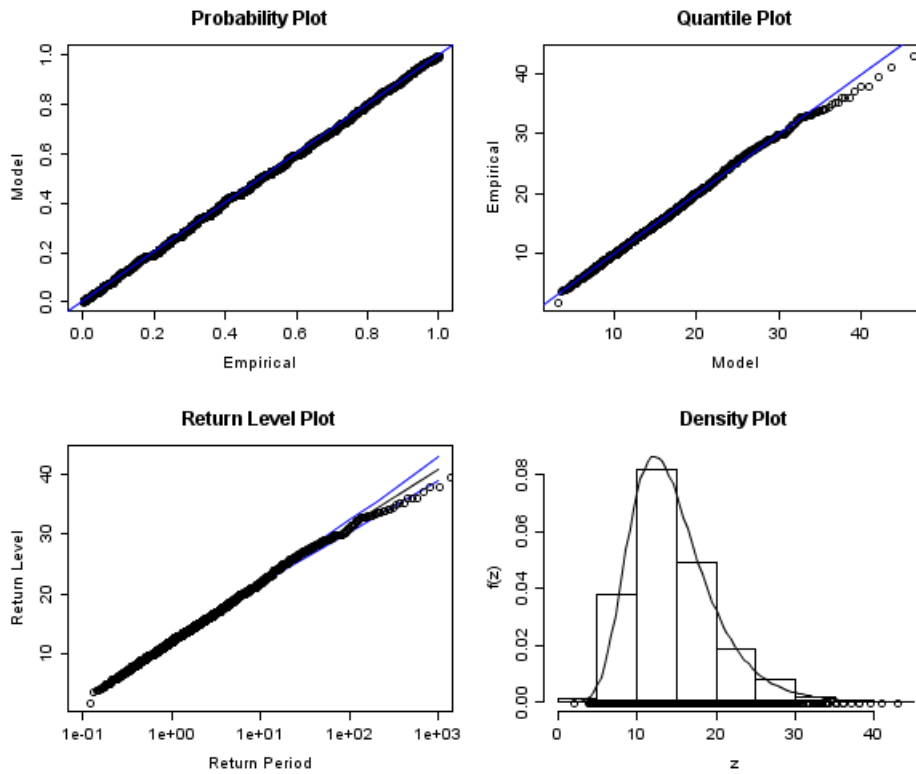 Probability Plot
Model
0.0 0.2 0.4 0.6 0.8 1.0
0.0 0.2 0.4 0.6 0.8 1.0
Empirical
Quantile Plot
Empirical
10 20 30 40
10 20 30 40
Model
Return Level Plot
Return Level
10 20 30 40
1e-01 1e+00 1e+01 1e+02 1e+03
Return Period
Density Plot
f(z)
0.00 0.02 0.04 0.06 0.08
0 10 20 30 40
z